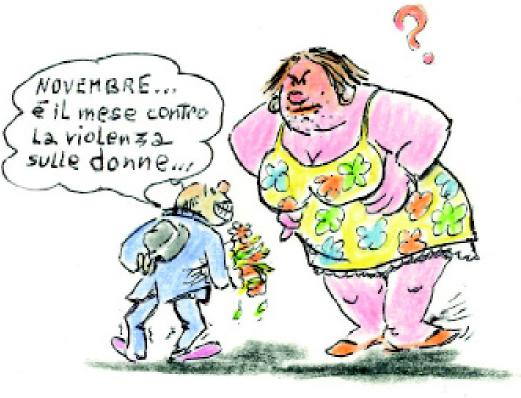 NOVEMBRE...
é il mese contro
La violenza
sulle donne...
?